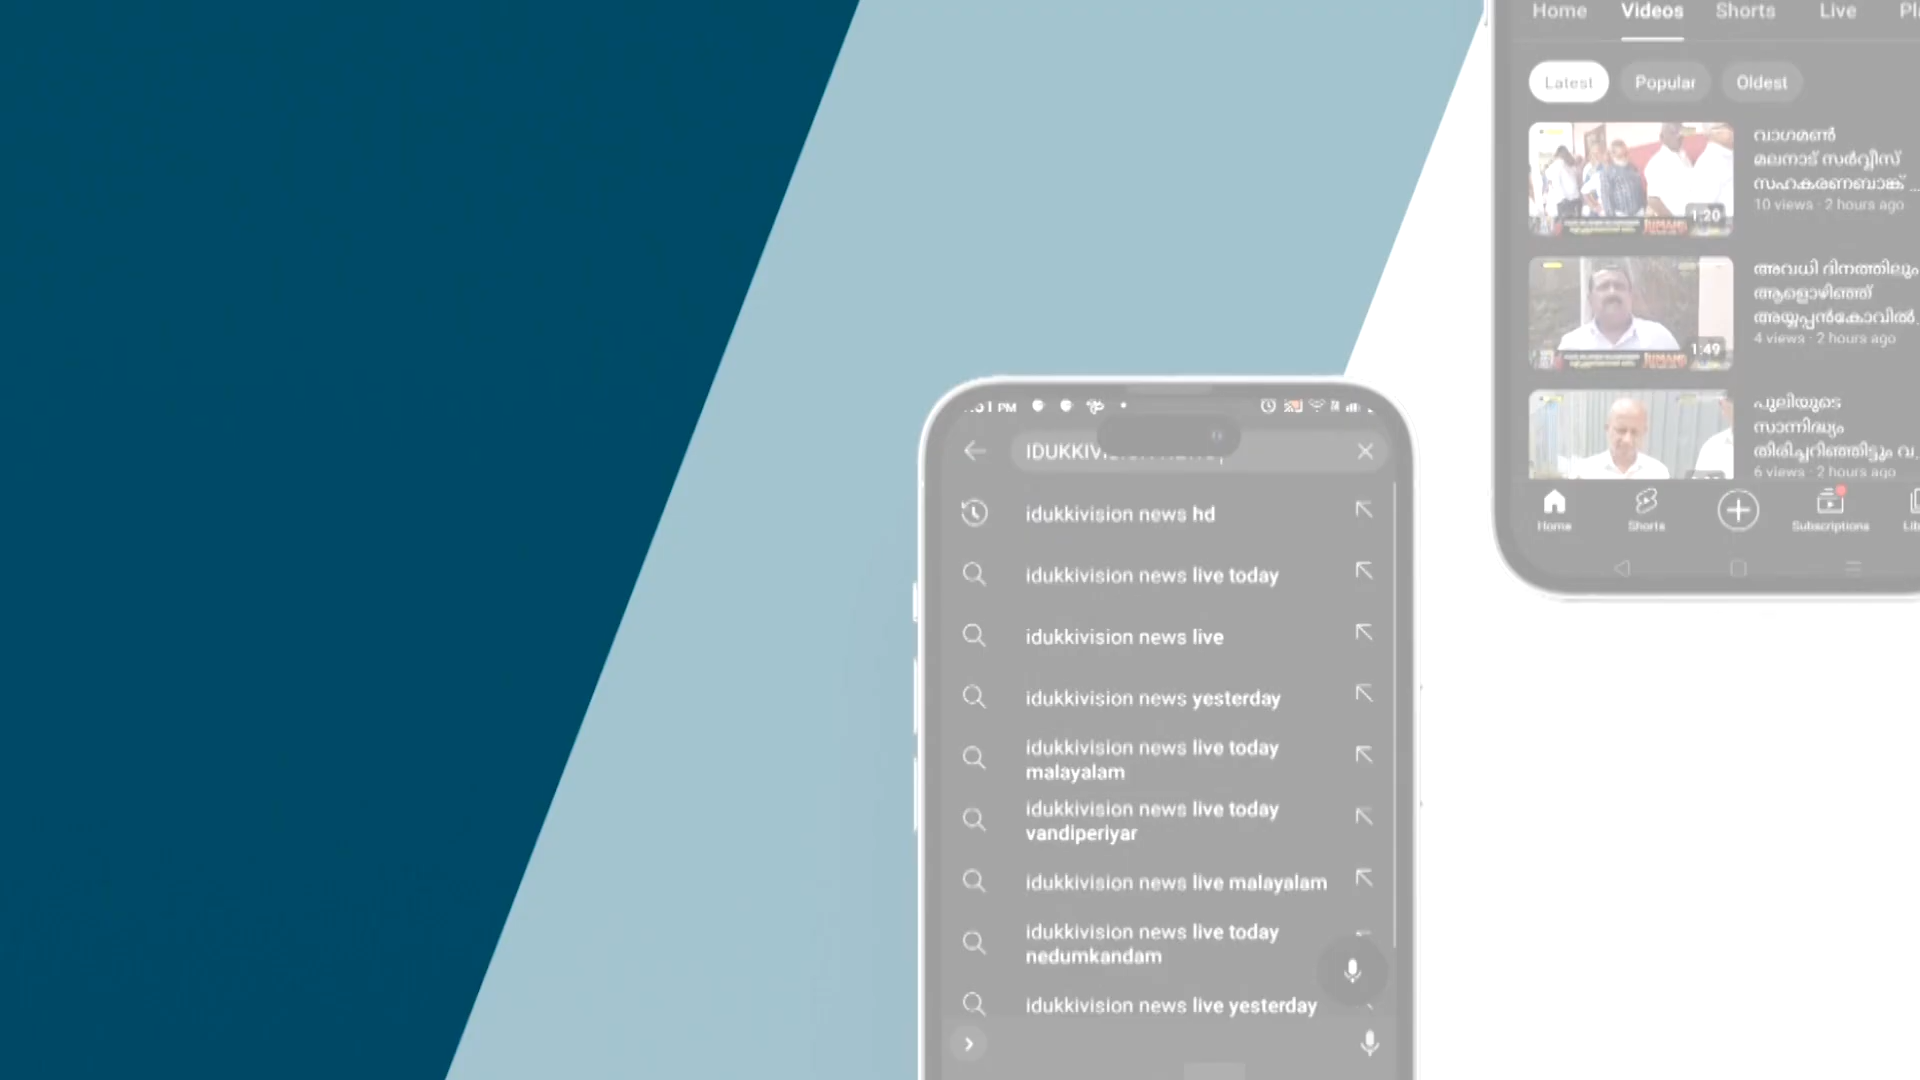 Home Videos Shorts Live
Latest Popular Oldest
വാഗമൺ
മലനാട് സർവ്വീസ്
സഹകരണബാങ്ക് ...
10 views · 2 hours ago
1:20
അവധി ദിനത്തിലും
ആളൊഴിഞ്ഞ്
അയ്യപ്പൻകോവിൽ
4 views · 2 hours ago
1:49
പുലിയുടെ
സാന്നിദ്ധ്യം
തിരിച്ചറിഞ്ഞിട്ടും വ..
6 views · 2 hours ago
Home Shorts Subscriptions
PM
idukkivision news hd
idukkivision news live today
idukkivision news live
idukkivision news yesterday
idukkivision news live today
malayalam
idukkivision news live today
vandiperiyar
idukkivision news live malayalam
idukkivision news live today
nedumkandam
idukkivision news live yesterday